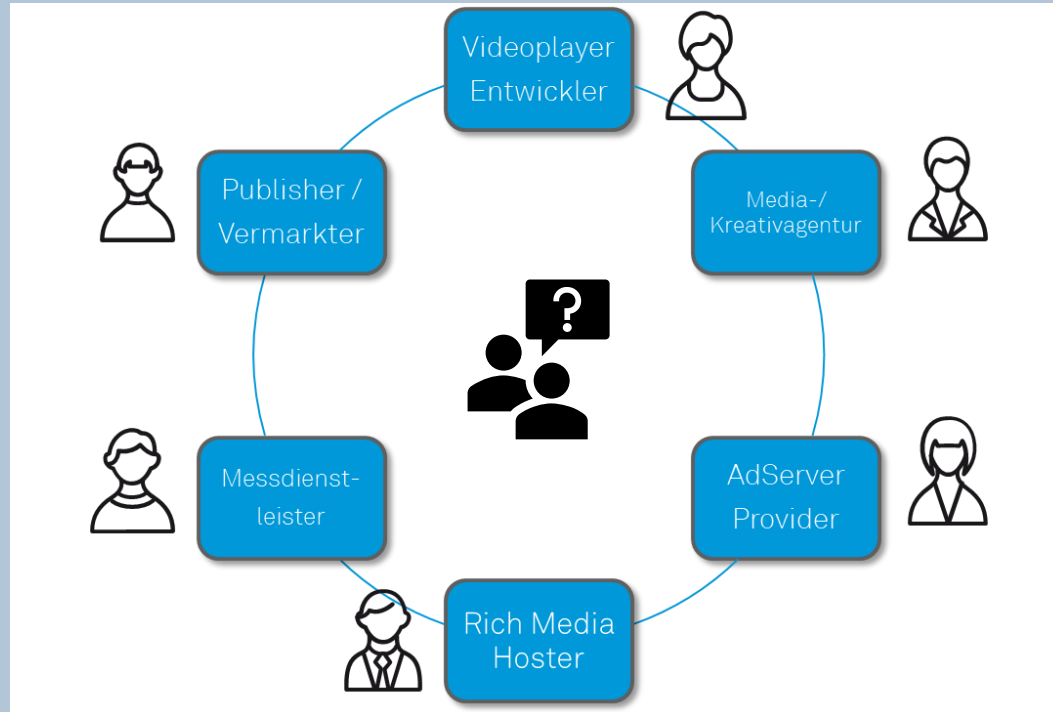 Videoplayer
Entwickler
Media-/
Kreativagentur
AdServer
Provider
Rich Media
Hoster
Messdienst-
leister
Publisher /
Vermarkter
?